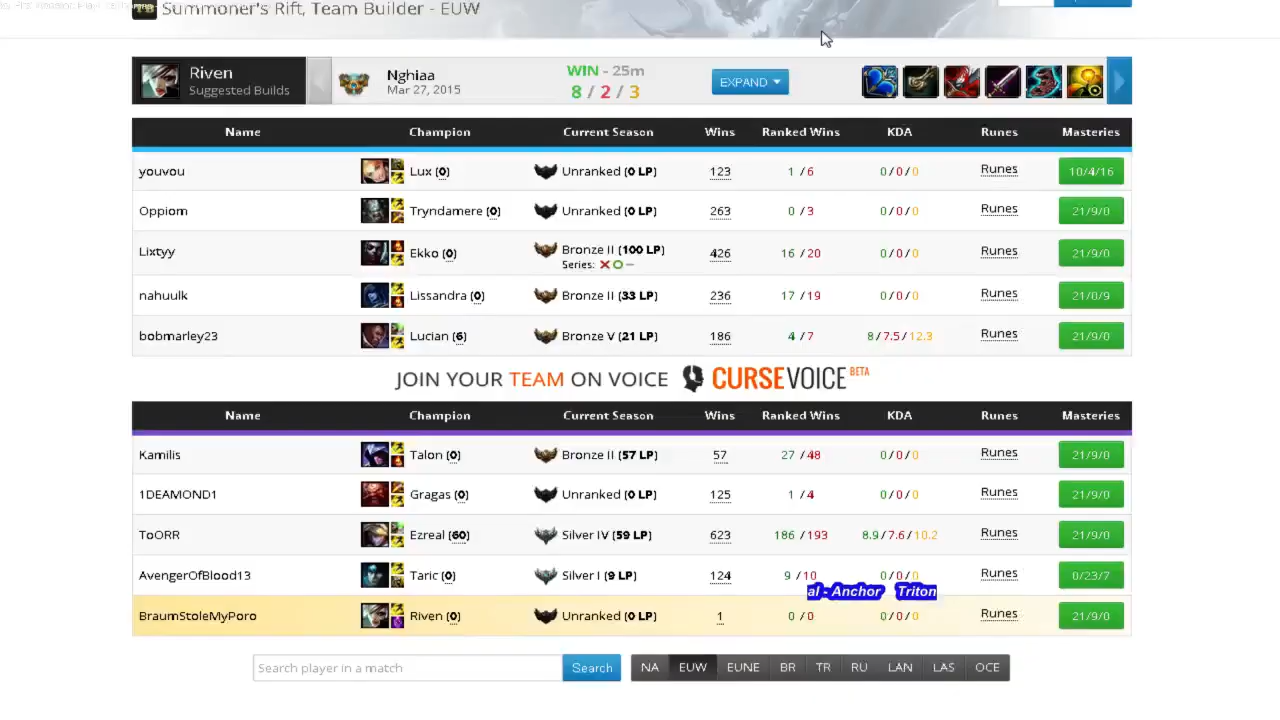 Summoner's Rift, Team Builder - EUW
Riven
Suggested Builds
Nghiaa
Mar 27, 2015
WIN - 25m
8 / 2 / 3
EXPAND
Name Champion Current Season Wins Ranked Wins KDA Runes Masteries
youvou Lux (0) Unranked (0 LP) 123 1 / 6 0 / 0 / 0 Runes 10/4/16
Oppiom Tryndamere (0) Unranked (0 LP) 263 0 / 3 0 / 0 / 0 Runes 21/9/0
Lixtyy Ekko (0) Bronze II (100 LP) 426 16 / 20 0 / 0 / 0 Runes 21/9/0
Series:
nahuulk Lissandra (0) Bronze II (33 LP) 236 17 / 19 0 / 0 / 0 Runes 21/0/9
bobmarley23 Lucian (6) Bronze V (21 LP) 186 4 / 7 8 / 7.5 / 12.3 Runes 21/9/0
JOIN YOUR TEAM ON VOICE CURSEVOICE BETA
Name Champion Current Season Wins Ranked Wins KDA Runes Masteries
Kamilis Talon (0) Bronze II (57 LP) 57 27 / 48 0 / 0 / 0 Runes 21/9/0
1DEAMOND1 Gragas (0) Unranked (0 LP) 125 1 / 4 0 / 0 / 0 Runes 21/9/0
ToORR Ezreal (60) Silver IV (59 LP) 623 186 / 193 8.9 / 7.6 / 10.2 Runes 21/9/0
AvengerOfBlood13 Taric (0) Silver I (9 LP) 124 9 / 10 0 / 0 / 0 Runes 0/23/7
al - Anchor Triton
BraumStoleMyPoro Riven (0) Unranked (0 LP) 1 0 / 0 0 / 0 / 0 Runes 21/9/0
Search player in a match Search NA EUW EUNE BR TR RU LAN LAS OCE